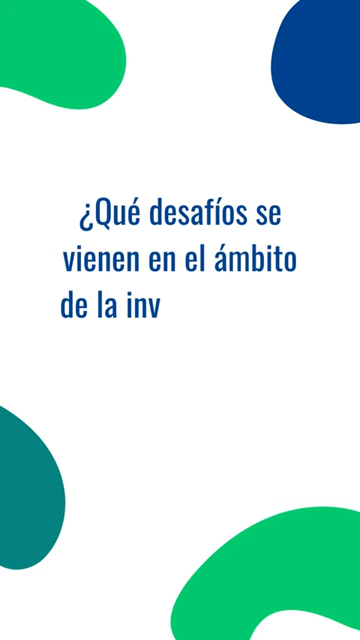 ¿Qué desafíos se
vienen en el ámbito
de la inv